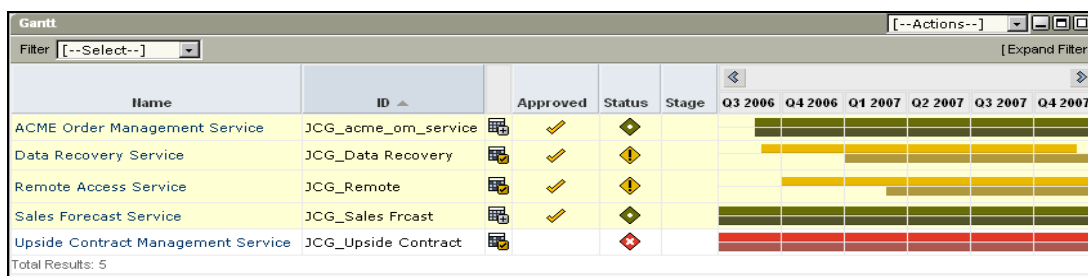 Gantt [--Actions--]
Filter [--Select--] [Expand Filter
Name ID Approved Status Stage Q3 2006 Q4 2006 Q1 2007 Q2 2007 Q3 2007 Q4 2007
ACME Order Management Service JCG_acme_om_service
Data Recovery Service JCG_Data Recovery
Remote Access Service JCG_Remote
Sales Forecast Service JCG_Sales Frcast
Upside Contract Management Service JCG_Upside Contract
Total Results: 5